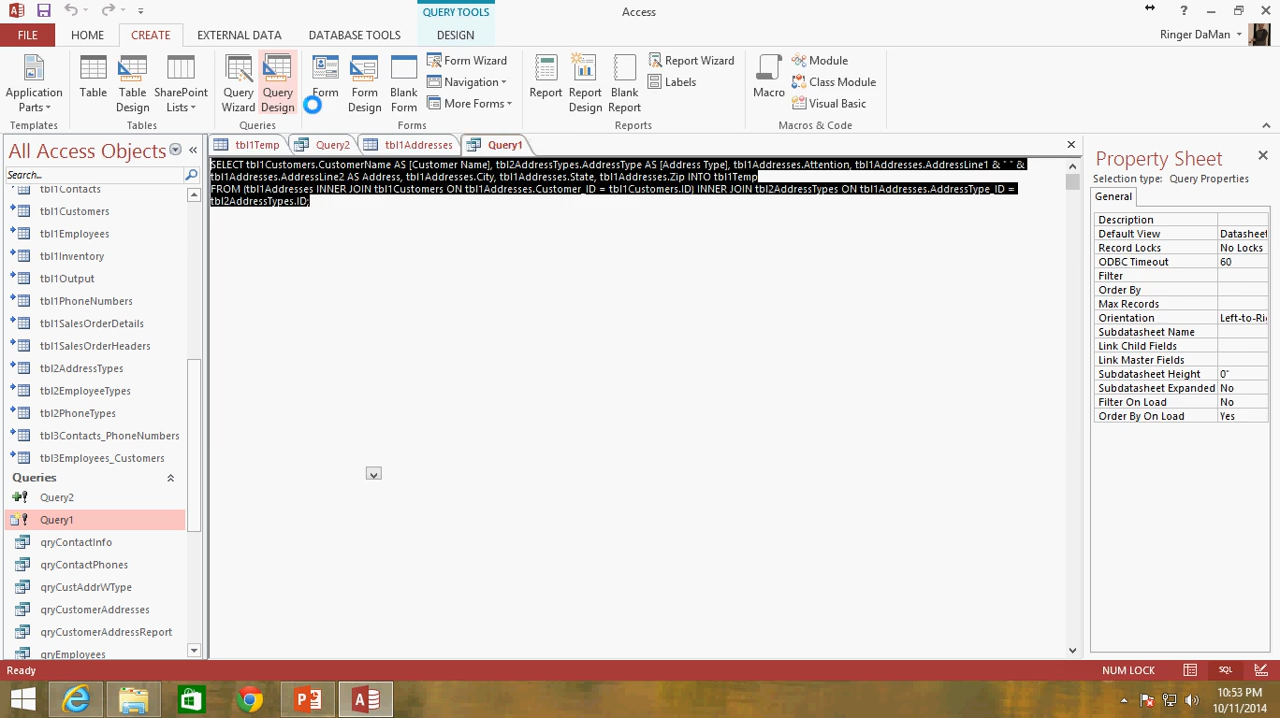 QUERY TOOLS
Access
?
Ringer DaMan
FILE
HOME
CREATE
EXTERNAL DATA
DATABASE TOOLS
DESIGN
Application
Parts
Table
Table
Design
SharePoint
Lists
Query
Wizard
Query
Design
Form
Form
Design
Blank
Form
Form Wizard
Navigation
More Forms
Report
Report
Design
Blank
Report
Report Wizard
Labels
Macro
Module
Class Module
Visual Basic
Templates
Tables
Queries
Forms
Reports
Macros & Code
All Access Objects
Search...
tbl1Contacts
tbl1Customers
tbl1Employees
tbl1Inventory
tbl1Output
tbl1PhoneNumbers
tbl1SalesOrderDetails
tbl1SalesOrderHeaders
tbl2AddressTypes
tbl2EmployeeTypes
tbl2PhoneTypes
tbl3Contacts_PhoneNumbers
tbl3Employees_Customers
Queries
Query2
Query1
qryContactInfo
qryContactPhones
qryCustAddrWType
qryCustomerAddresses
qryCustomerAddressReport
qryEmployees
tbl1Temp
Query2
tbl1Addresses
Query1
SELECT tbl1Customers.CustomerName AS [Customer Name], tbl2AddressTypes.AddressType AS [Address Type], tbl1Addresses.Attention, tbl1Addresses.AddressLine1 & " " &
tbl1Addresses.AddressLine2 AS Address, tbl1Addresses.City, tbl1Addresses.State, tbl1Addresses.Zip INTO tbl1Temp
FROM (tbl1Addresses INNER JOIN tbl1Customers ON tbl1Addresses.Customer_ID = tbl1Customers.ID) INNER JOIN tbl2AddressTypes ON tbl1Addresses.AddressType_ID =
tbl2AddressTypes.ID;
Property Sheet
Selection type: Query Properties
General
Description
Default View Datasheet
Record Locks No Locks
ODBC Timeout 60
Filter
Order By
Max Records
Orientation Left-to-Ri
Subdatasheet Name
Link Child Fields
Link Master Fields
Subdatasheet Height 0"
Subdatasheet Expanded No
Filter On Load No
Order By On Load Yes
Ready
NUM LOCK
SQL
10:53 PM
10/11/2014